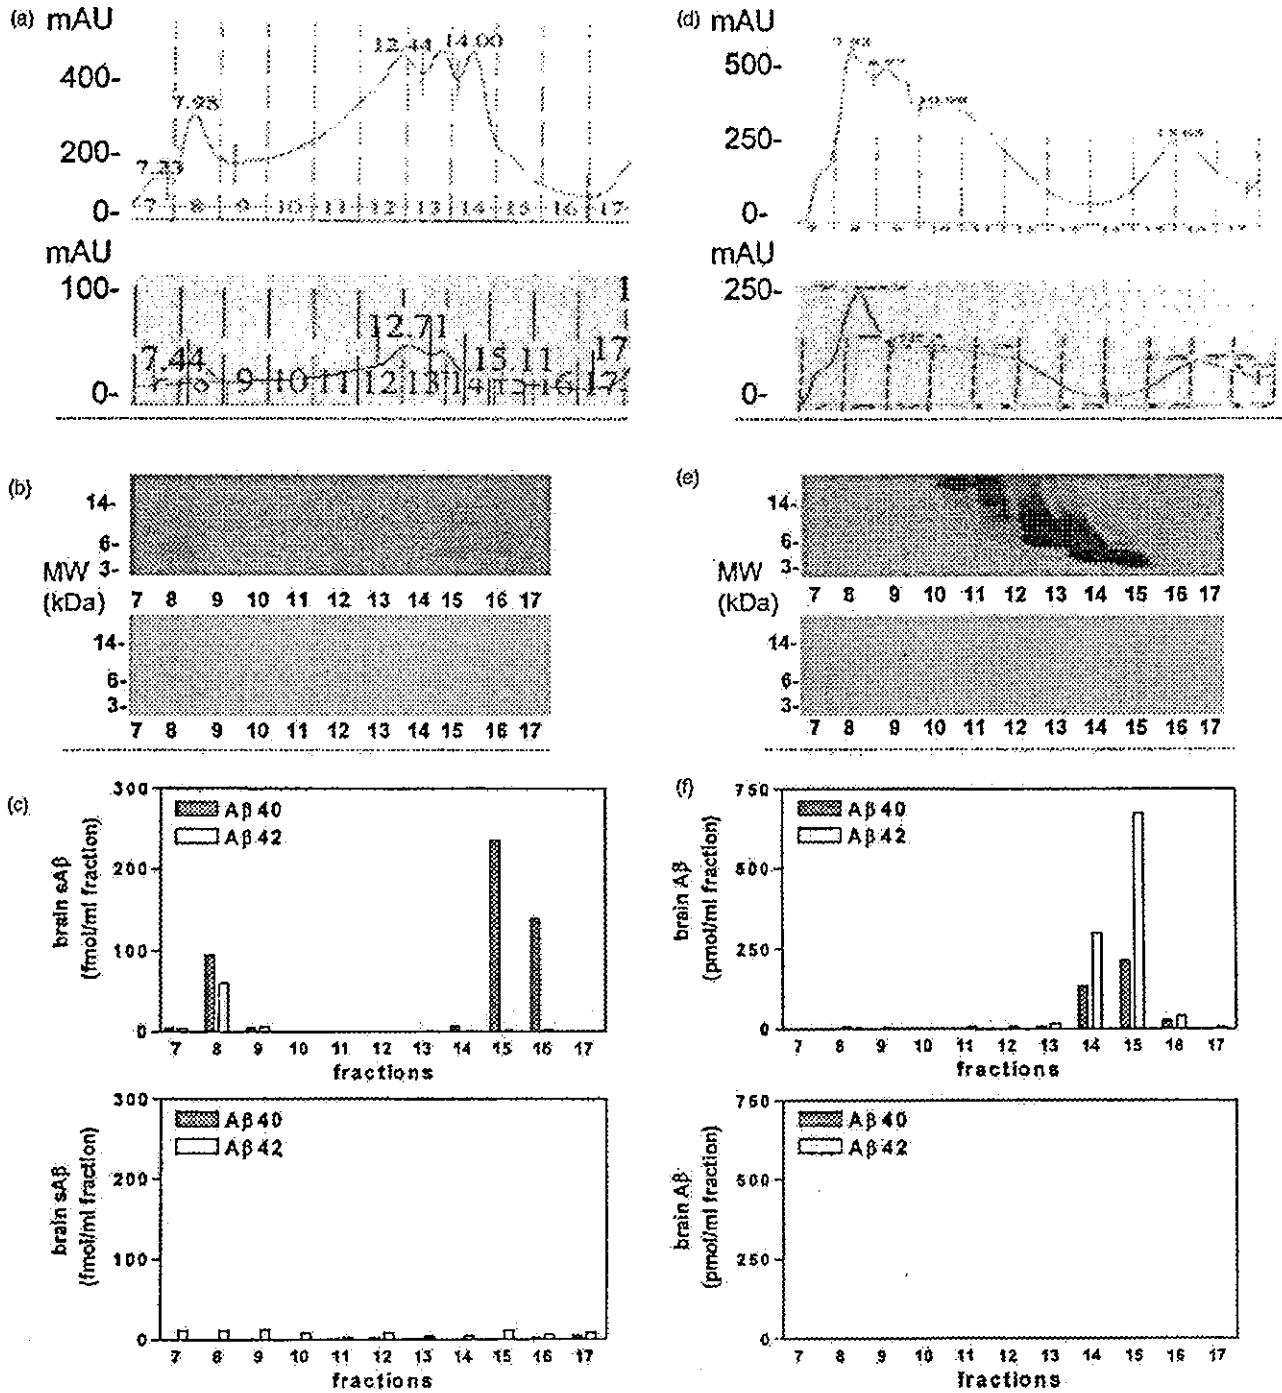 (a) mAU
400-
200-
0-
7.33
7.98
12.44
14.00
7 8 9 10 11 12 13 14 15 16 17
mAU
100-
0-
7.44
12.71
15.11
17
9 10 11 12 13 14 16 17
(b)
14-
6-
3-
MW
(kDa)
7 8 9 10 11 12 13 14 15 16 17
14-
6-
3-
7 8 9 10 11 12 13 14 15 16 17
(c)
300
200
100
0
brain sAβ
(fmol/ml fraction)
Aβ40
Aβ42
7 8 9 10 11 12 13 14 15 16 17
fractions
300
200
100
0
brain sAβ
(fmol/ml fraction)
Aβ40
Aβ42
7 8 9 10 11 12 13 14 15 16 17
fractions
(d) mAU
500-
250-
0-
mAU
250-
0-
(e)
14-
6-
3-
MW
(kDa)
7 8 9 10 11 12 13 14 15 16 17
14-
6-
3-
7 8 9 10 11 12 13 14 15 16 17
(f)
750
500
250
0
brain Aβ
(pmol/ml fraction)
Aβ40
Aβ42
7 8 9 10 11 12 13 14 15 16 17
fractions
750
500
250
0
brain Aβ
(pmol/ml fraction)
Aβ40
Aβ42
7 8 9 10 11 12 13 14 15 16 17
fractions